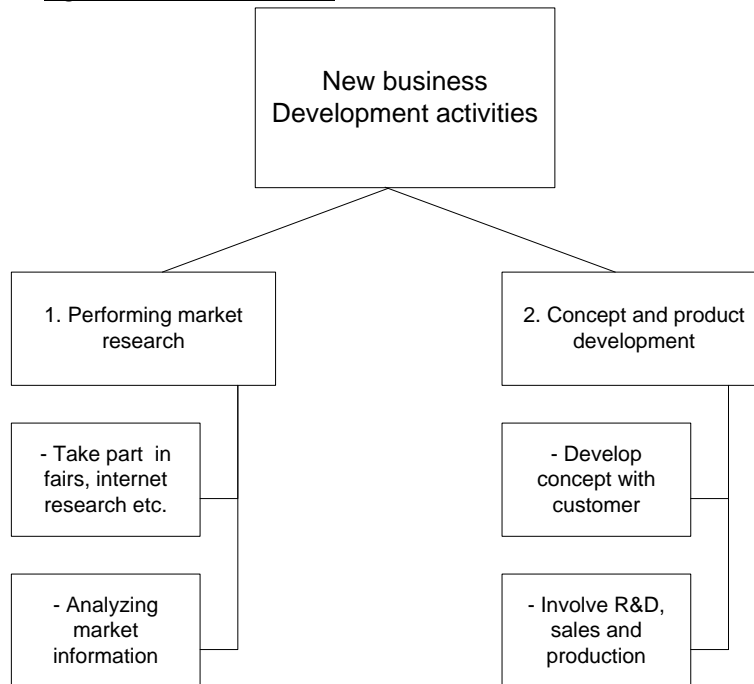 New business
Development activities
1. Performing market
research
2. Concept and product
development
- Take part in
fairs, internet
research etc.
- Develop
concept with
customer
- Analyzing
market
information
- Involve R&D,
sales and
production